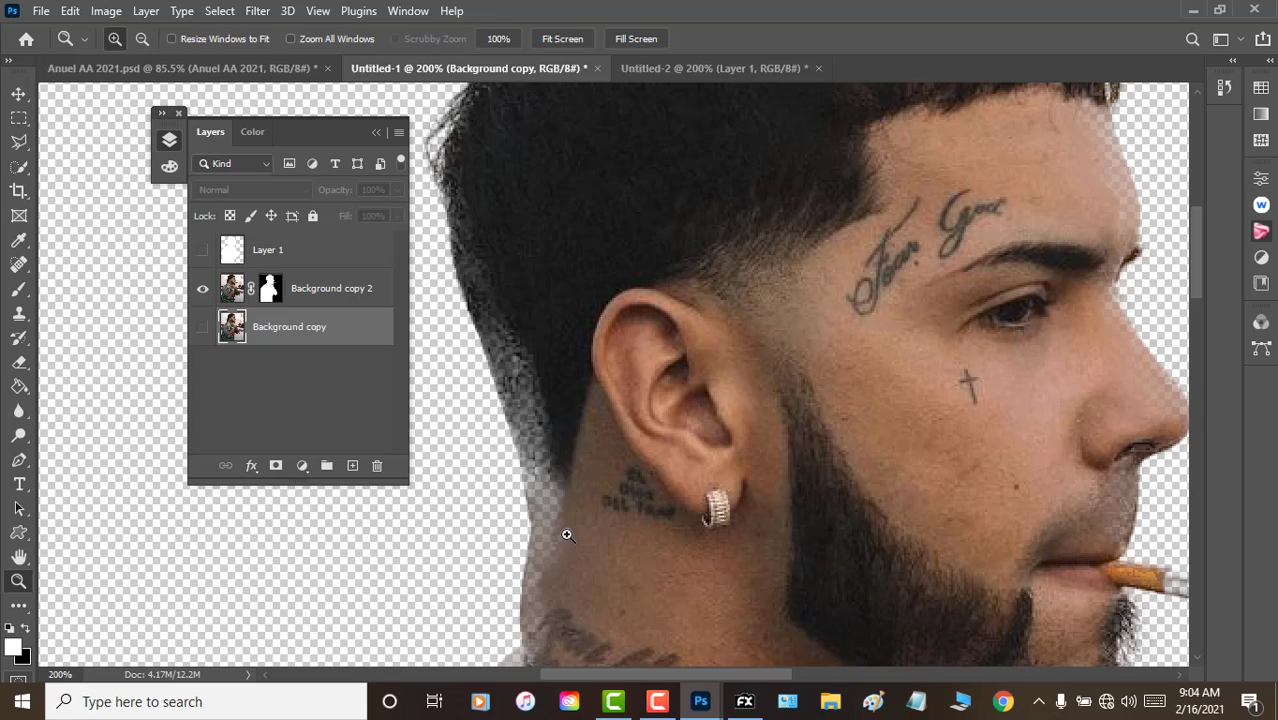 Ps File Edit Image Layer Type Select Filter 3D View Plugins Window Help
Resize Windows to Fit Zoom All Windows Scrubby Zoom 100% Fit Screen Fill Screen
Anuel AA 2021.psd @ 85.5% (Anuel AA 2021, RGB/8#) * × Untitled-1 @ 200% (Background copy, RGB/8#) * × Untitled-2 @ 200% (Layer 1, RGB/8#) * ×
Layers Color
Kind
Normal Opacity: 100%
Lock: Fill: 100%
Layer 1
Background copy 2
Background copy
fx
200% Doc: 4.17M/12.2M
Type here to search
Ps FX
9:04 AM
2/16/2021